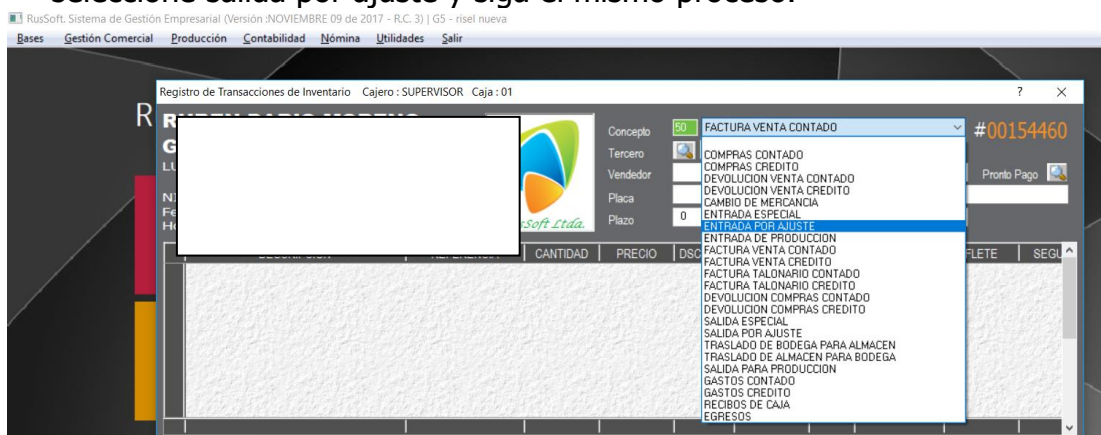 seleccione salida por ajuste y siga el mismo proceso.
RusSoft. Sistema de Gestión Empresarial (Versión :NOVIEMBRE 09 de 2017 - R.C. 3) | G5 - risel nueva
Bases Gestión Comercial Producción Contabilidad Nómina Utilidades Salir
Registro de Transacciones de Inventario Cajero : SUPERVISOR Caja : 01 ? ×
Concepto 50 FACTURA VENTA CONTADO #00154460
Tercero
Vendedor Pronto Pago
Placa
Plazo 0
Soft Ltda.
COMPRAS CONTADO
COMPRAS CREDITO
DEVOLUCION VENTA CONTADO
DEVOLUCION VENTA CREDITO
CAMBIO DE MERCANCIA
ENTRADA ESPECIAL
ENTRADA POR AJUSTE
ENTRADA DE PRODUCCION
FACTURA VENTA CONTADO
FACTURA VENTA CREDITO
FACTURA TALONARIO CONTADO
FACTURA TALONARIO CREDITO
DEVOLUCION COMPRAS CONTADO
DEVOLUCION COMPRAS CREDITO
SALIDA ESPECIAL
SALIDA POR AJUSTE
TRASLADO DE BODEGA PARA ALMACEN
TRASLADO DE ALMACEN PARA BODEGA
SALIDA PARA PRODUCCION
GASTOS CONTADO
GASTOS CREDITO
RECIBOS DE CAJA
EGRESOS
CANTIDAD PRECIO DSC FLETE SEGU